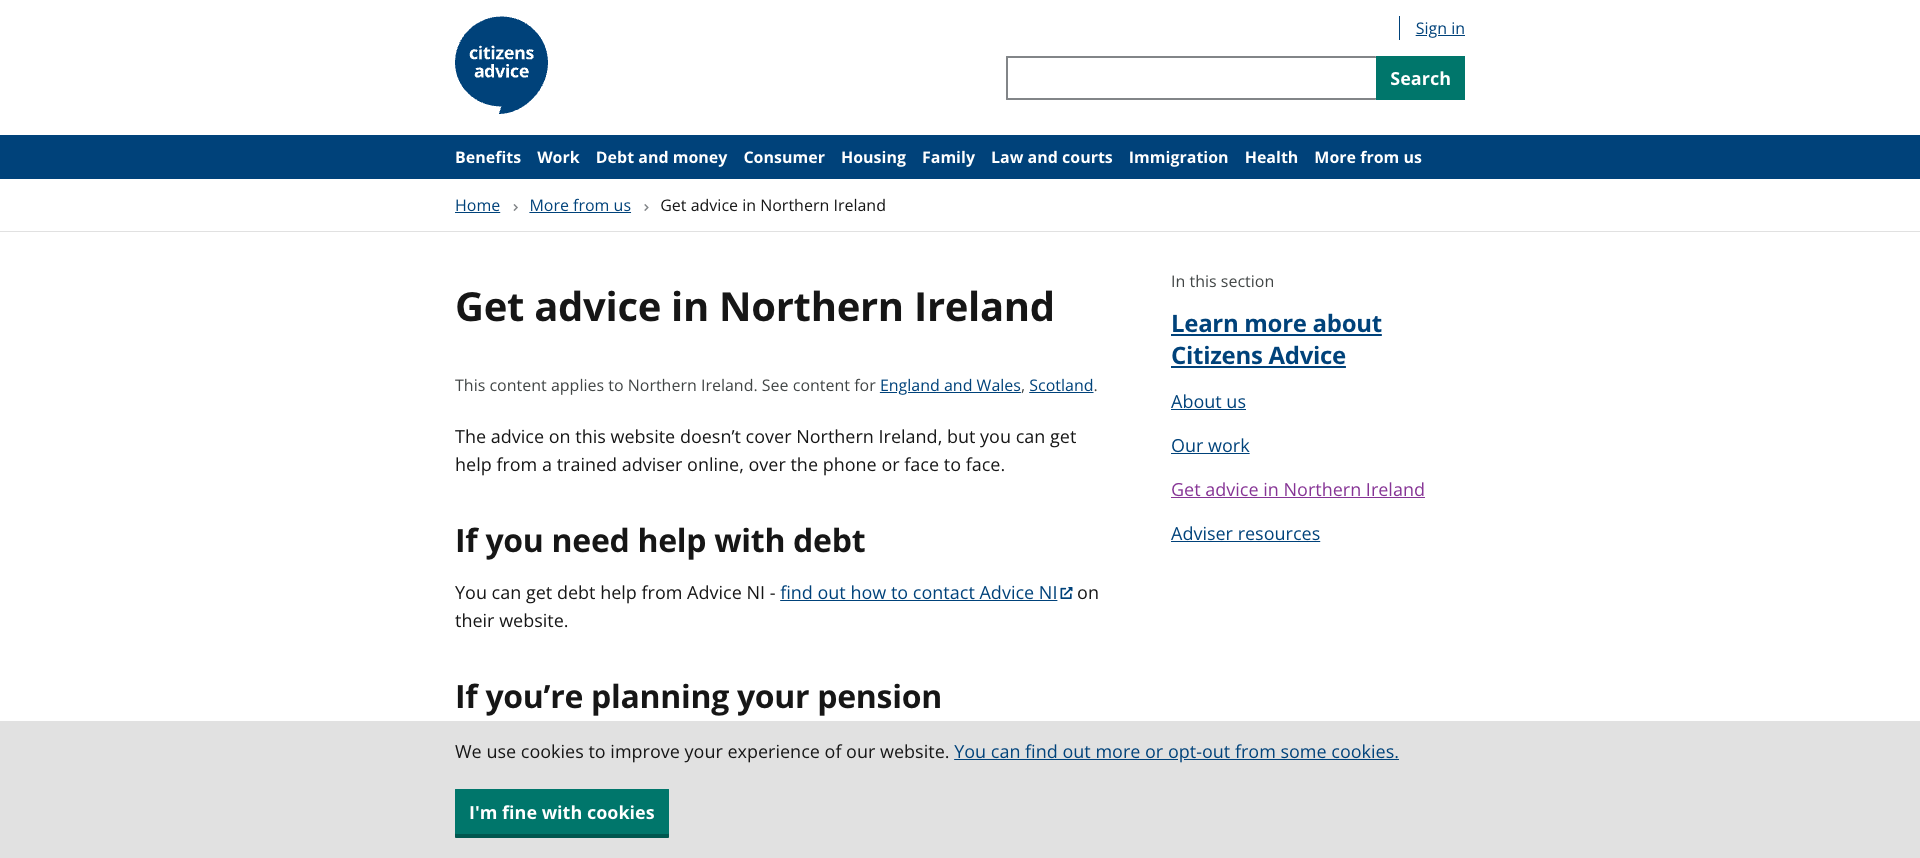 citizens
advice
Sign in
Search
Benefits Work Debt and money Consumer Housing Family Law and courts Immigration Health More from us
Home › More from us › Get advice in Northern Ireland
Get advice in Northern Ireland
This content applies to Northern Ireland. See content for England and Wales, Scotland.
The advice on this website doesn’t cover Northern Ireland, but you can get
help from a trained adviser online, over the phone or face to face.
If you need help with debt
You can get debt help from Advice NI - find out how to contact Advice NI on
their website.
If you’re planning your pension
In this section
Learn more about
Citizens Advice
About us
Our work
Get advice in Northern Ireland
Adviser resources
We use cookies to improve your experience of our website. You can find out more or opt-out from some cookies.
I'm fine with cookies